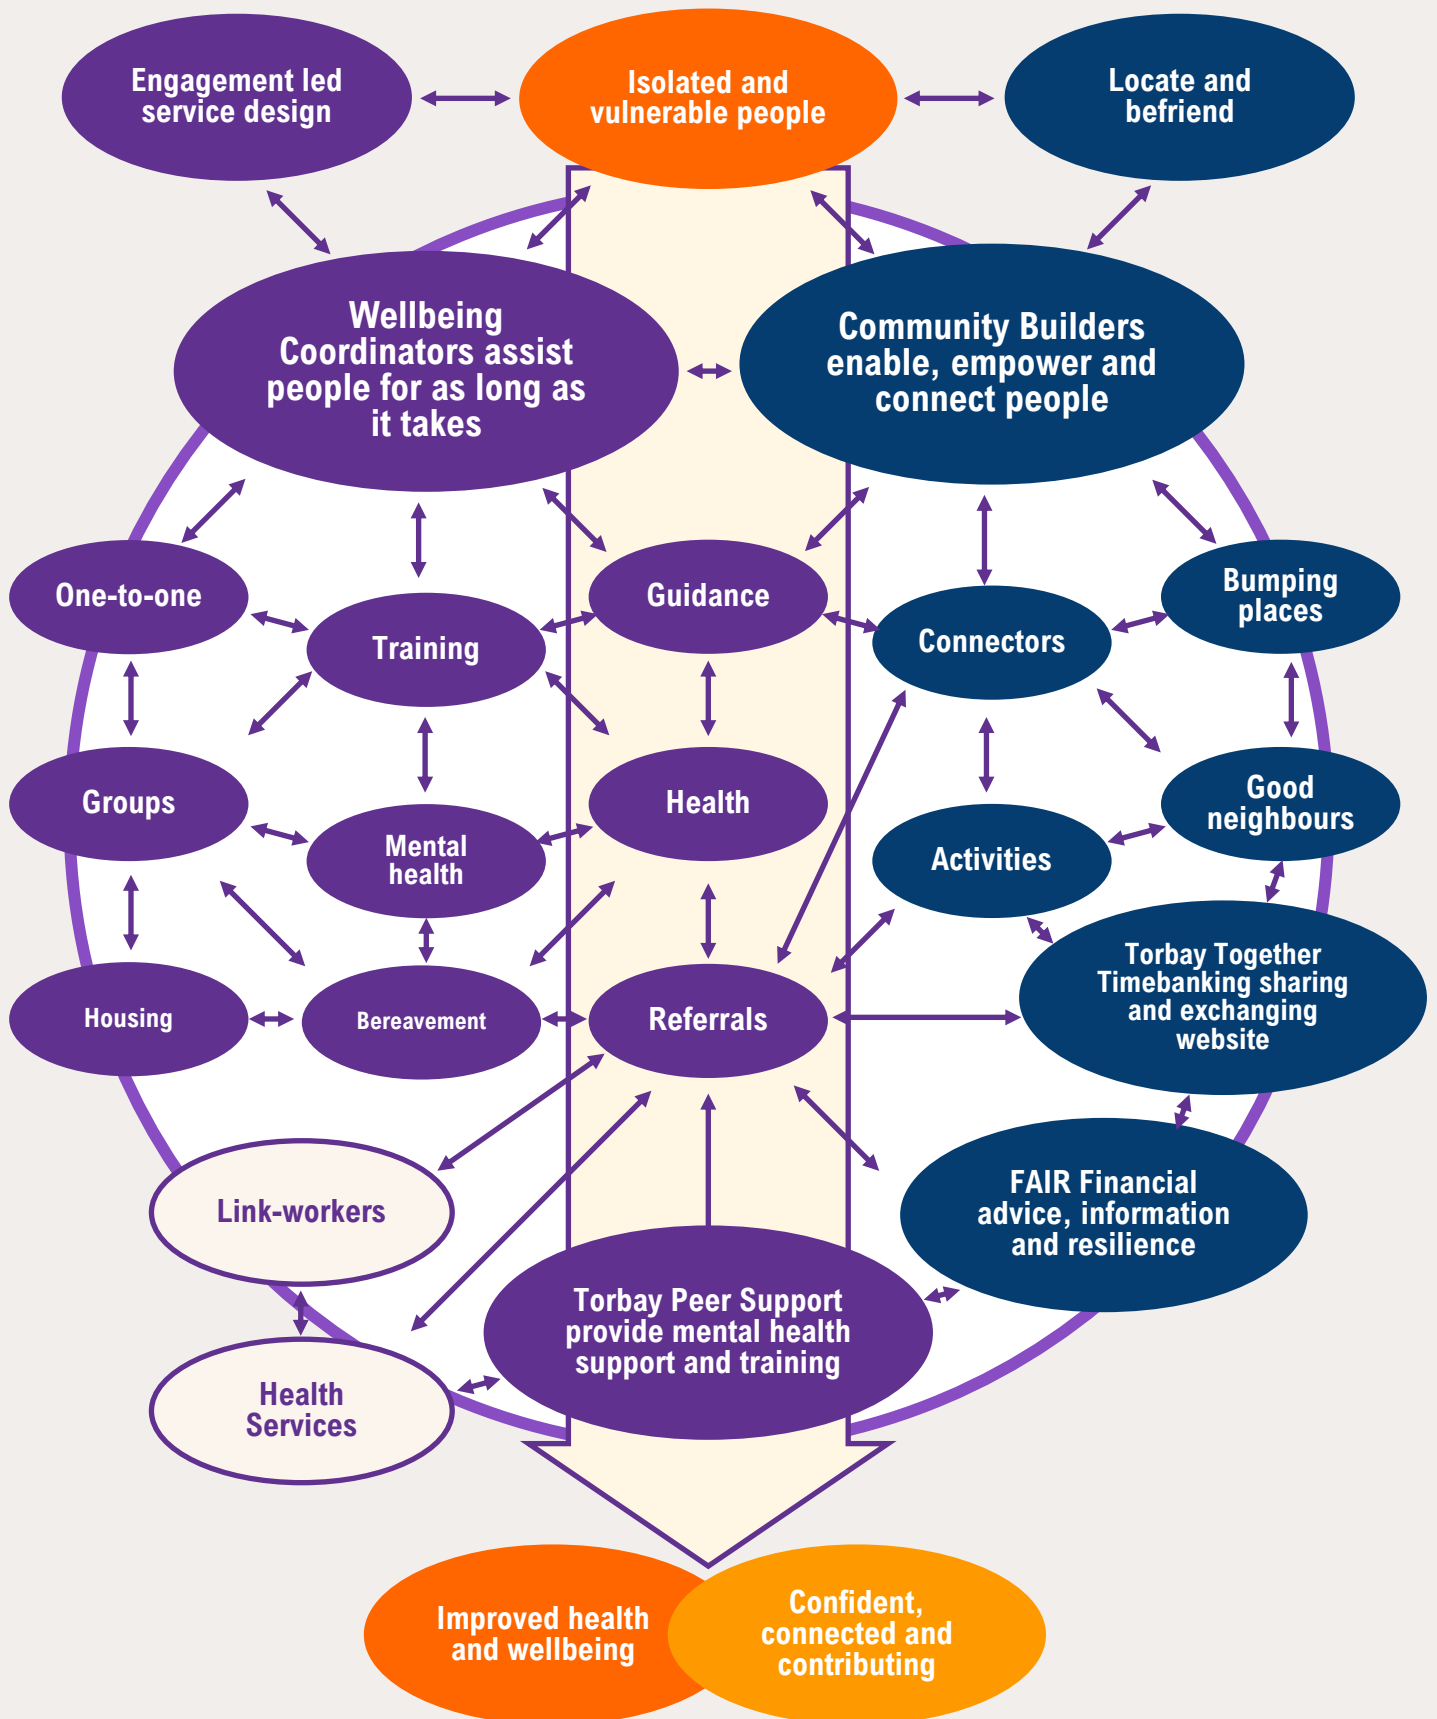 Engagement led
service design
Isolated and
vulnerable people
Locate and
befriend
Wellbeing
Coordinators assist
people for as long as
it takes
Community Builders
enable, empower and
connect people
One-to-one
Training
Guidance
Connectors
Bumping
places
Groups
Mental
health
Health
Activities
Good
neighbours
Housing
Bereavement
Referrals
Torbay Together
Timebanking sharing
and exchanging
website
Link-workers
FAIR Financial
advice, information
and resilience
Torbay Peer Support
provide mental health
support and training
Health
Services
Improved health
and wellbeing
Confident,
connected and
contributing